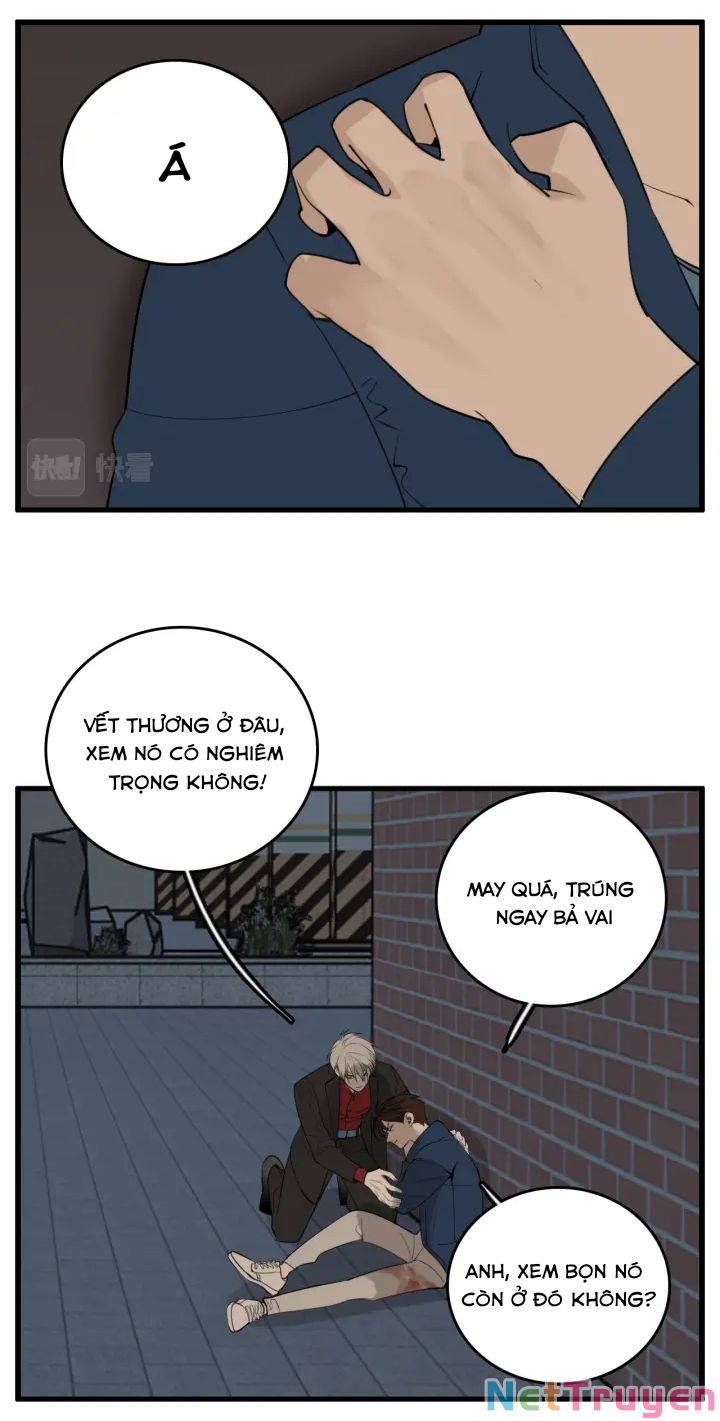 Á
快看! 快看
VẾT THƯƠNG Ở ĐÂU,
XEM NÓ CÓ NGHIÊM
TRỌNG KHÔNG!
MAY QUÁ, TRÚNG
NGAY BẢ VAI
ANH, XEM BỌN NÓ
CÒN Ở ĐÓ KHÔNG?
NetTruyen